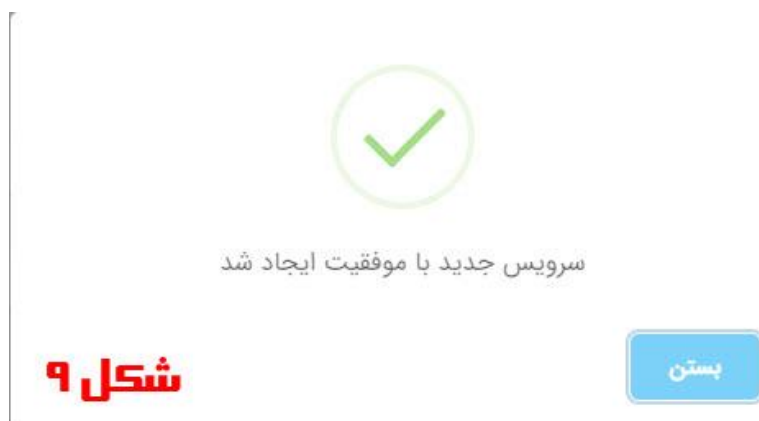 سرویس جدید با موفقیت ایجاد شد
بستن
شکل ۹